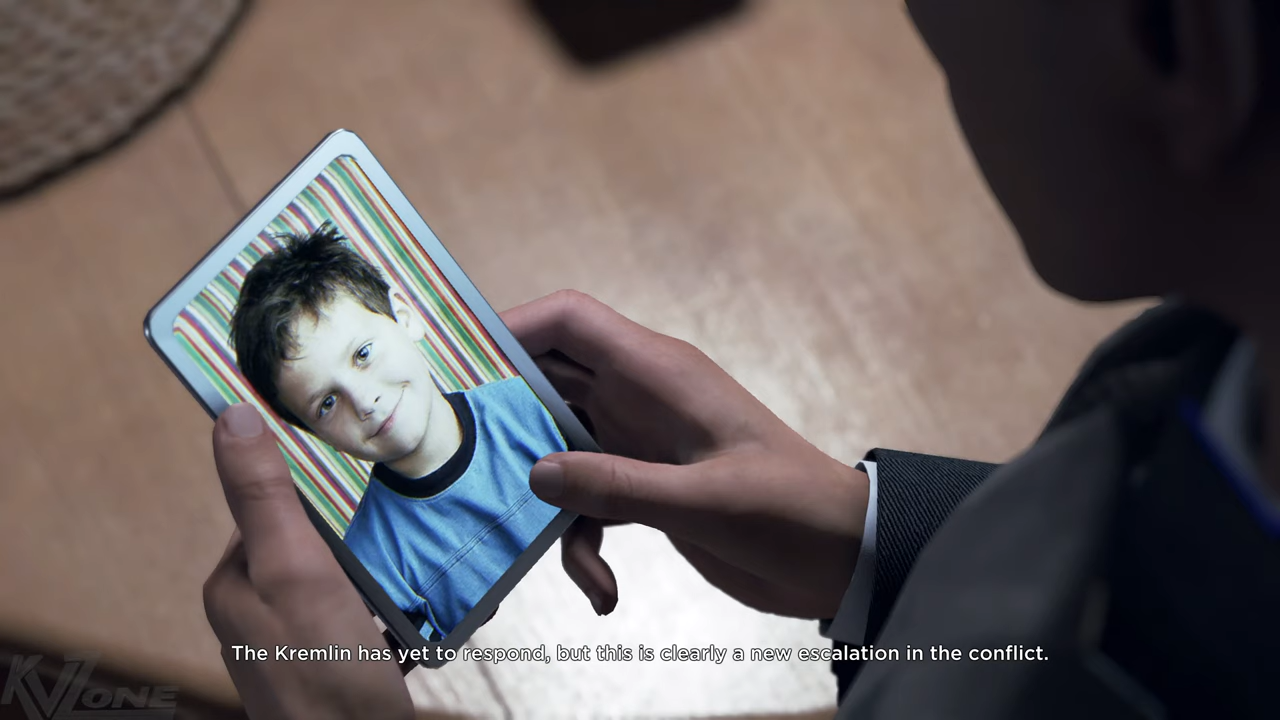 The Kremlin has yet to respond, but this is clearly a new escalation in the conflict.
KVZONE